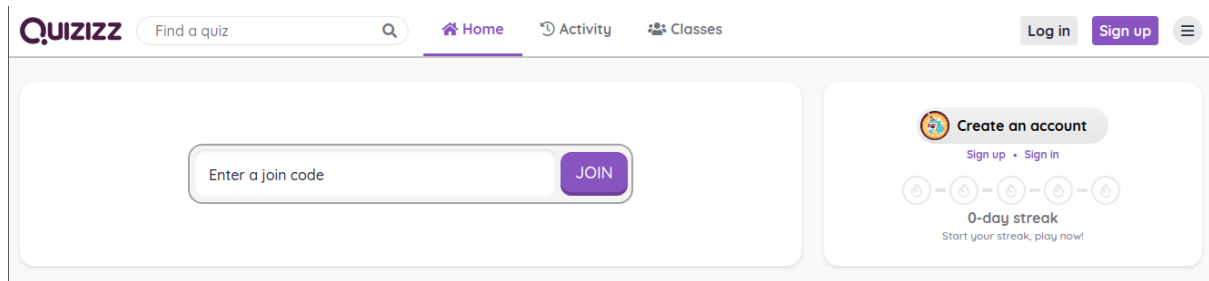 QUIZIZZ Find a quiz Home Activity Classes Log in Sign up
Enter a join code JOIN
Create an account
Sign up • Sign in
0-day streak
Start your streak, play now!